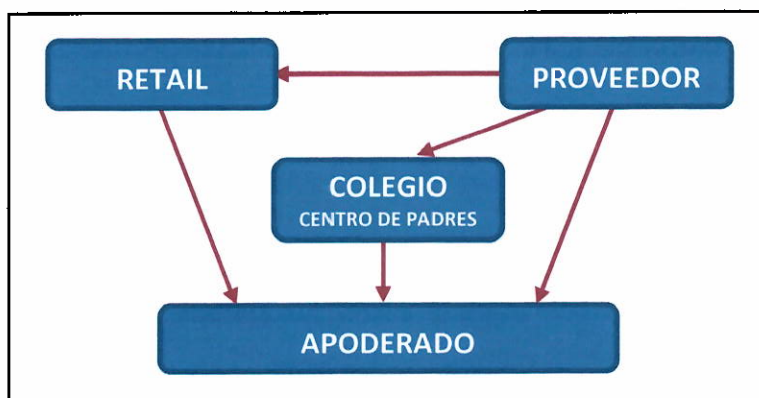 RETAIL
PROVEEDOR
COLEGIO
CENTRO DE PADRES
APODERADO